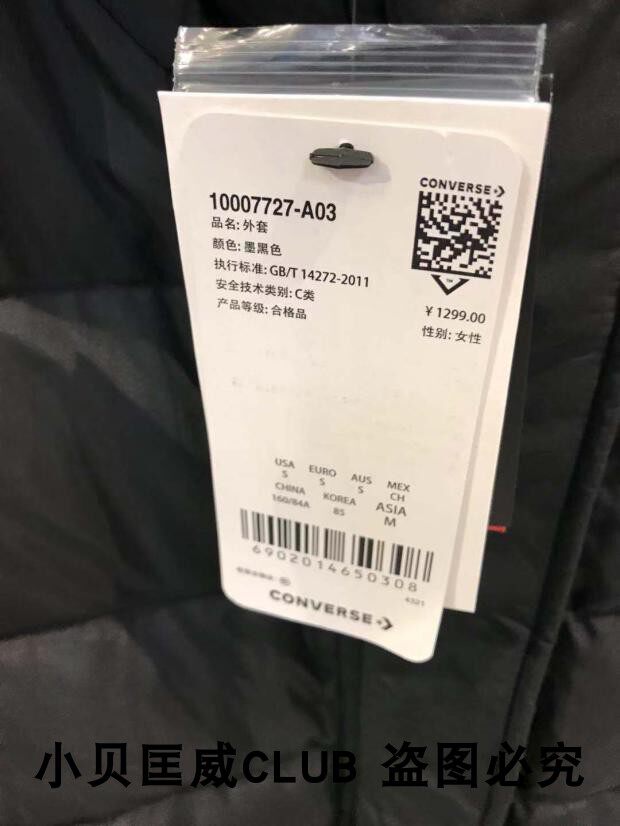 CONVERSE
10007727-A03
品名: 外套
颜色: 墨黑色
执行标准: GB/T 14272-2011
安全技术类别: C类
产品等级: 合格品
¥1299.00
性别: 女性
USA EURO AUS MEX
S S S CH
CHINA KOREA ASIA
160/84A 85 M
6902014650308
4321
CONVERSE
小贝匡威CLUB 盗图必究